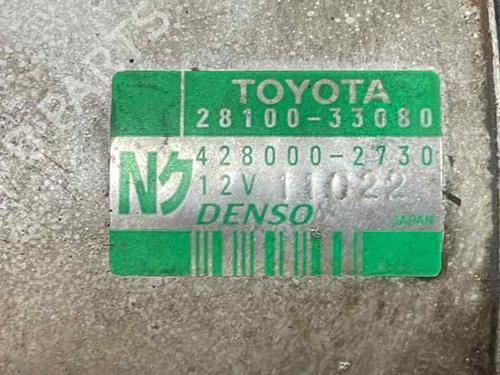 TOYOTA
28100-33080
Nク
428000-2730
12V 11022
DENSO
JAPAN